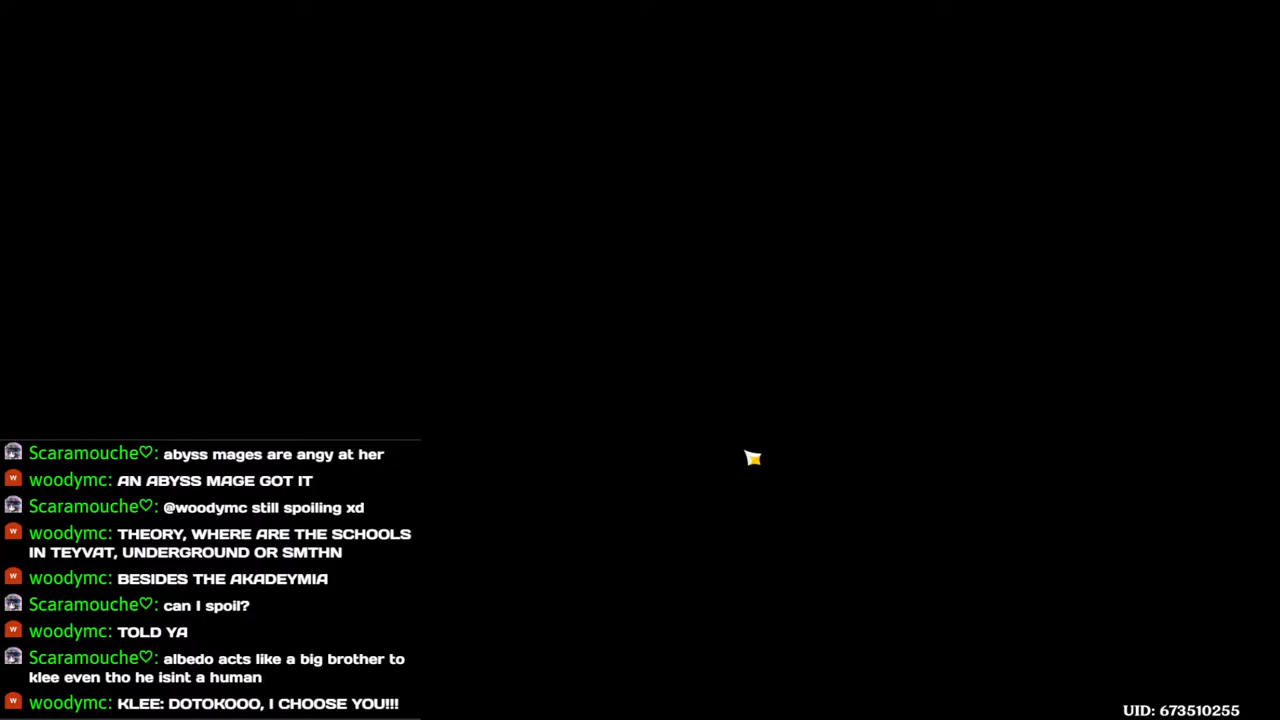 Scaramouche♡: abyss mages are angy at her
woodymc: AN ABYSS MAGE GOT IT
Scaramouche♡: @woodymc still spoiling xd
woodymc: THEORY, WHERE ARE THE SCHOOLS
IN TEYVAT, UNDERGROUND OR SMTHN
woodymc: BESIDES THE AKADEYMIA
Scaramouche♡: can I spoil?
woodymc: TOLD YA
Scaramouche♡: albedo acts like a big brother to
klee even tho he isint a human
woodymc: KLEE: DOTOKOOO, I CHOOSE YOU!!!
UID: 673510255